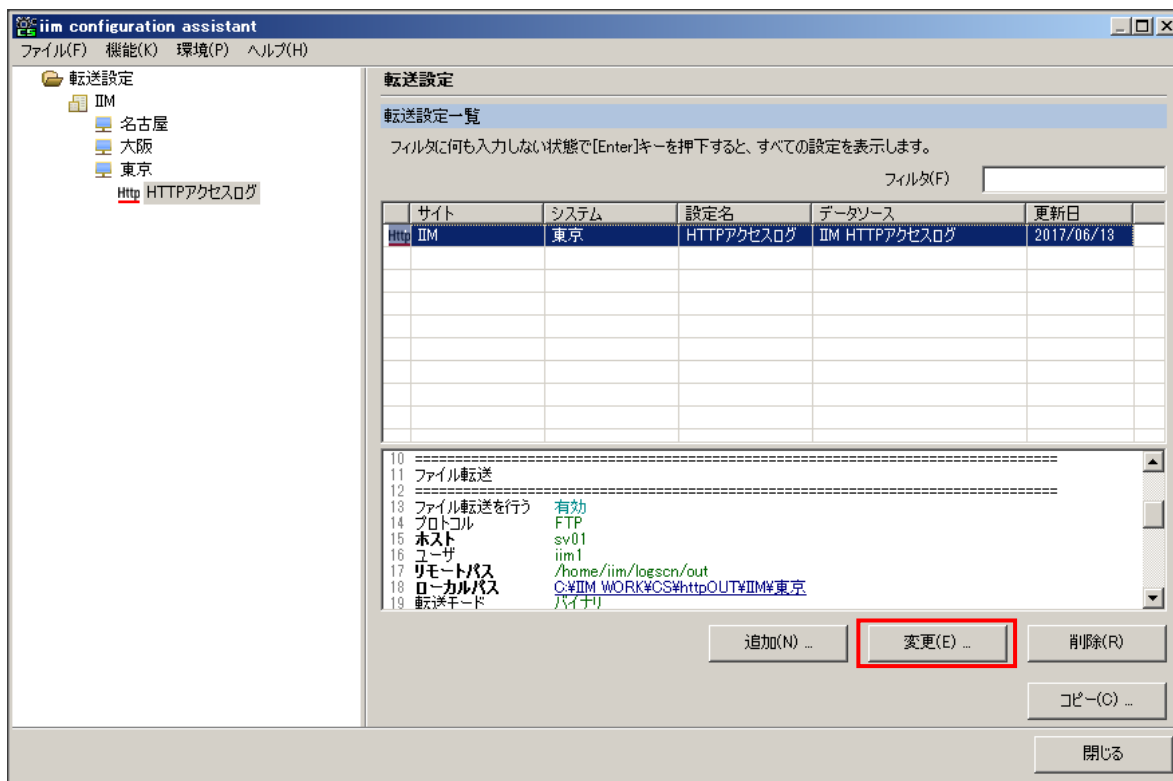 iim configuration assistant
ファイル(F) 機能(K) 環境(P) ヘルプ(H)
転送設定
IIM
名古屋
大阪
東京
Http HTTPアクセスログ
転送設定
転送設定一覧
フィルタに何も入力しない状態で[Enter]キーを押下すると、すべての設定を表示します。
フィルタ(F)
サイト システム 設定名 データソース 更新日
Http IIM 東京 HTTPアクセスログ IIM HTTPアクセスログ 2017/06/13
10 ==============================================================================
11 ファイル転送
12 ==============================================================================
13 ファイル転送を行う 有効
14 プロトコル FTP
15 ホスト sv01
16 ユーザ iim1
17 リモートパス /home/iim/logscn/out
18 ローカルパス C:¥IIM WORK¥CS¥httpOUT¥IIM¥東京
19 転送モード バイナリ
追加(N) ... 変更(E) ... 削除(R)
コピー(C) ...
閉じる